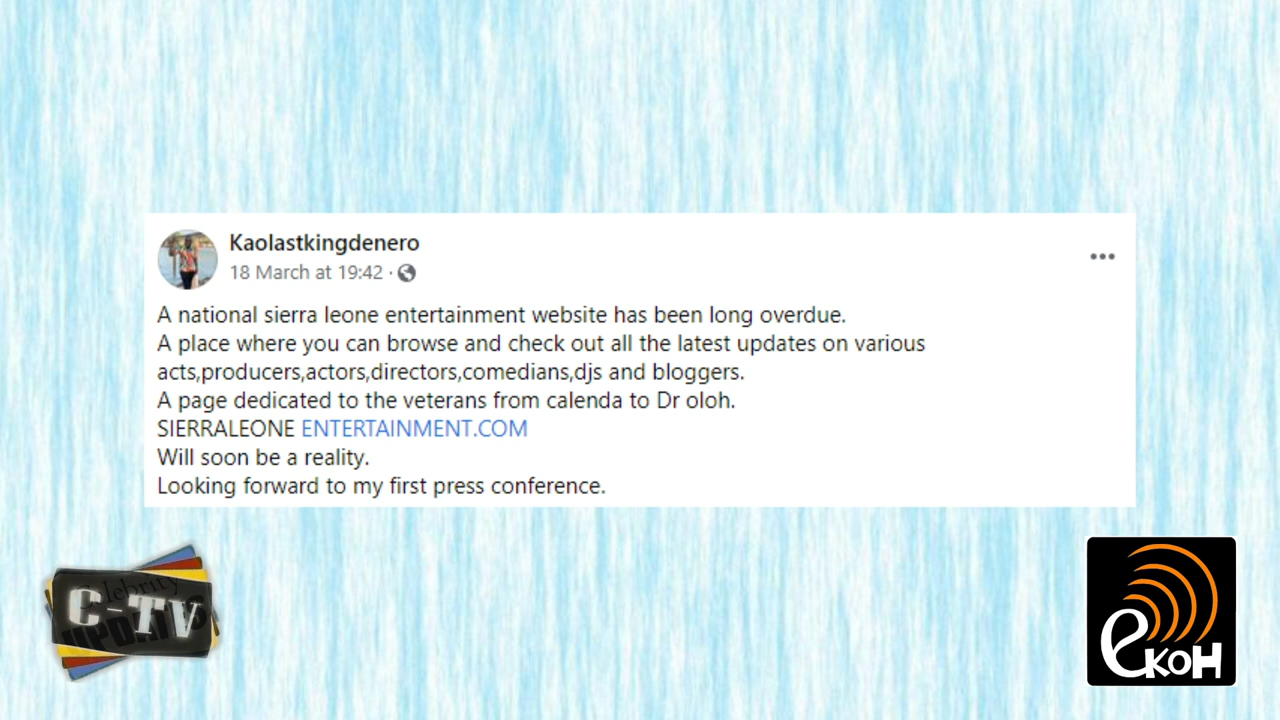 Kaolastkingdenero
18 March at 19:42 ·
A national sierra leone entertainment website has been long overdue.
A place where you can browse and check out all the latest updates on various
acts,producers,actors,directors,comedians,djs and bloggers.
A page dedicated to the veterans from calenda to Dr oloh.
SIERRALEONE ENTERTAINMENT.COM
Will soon be a reality.
Looking forward to my first press conference.
Celebrity
C-TV
UPDATES
eKOH